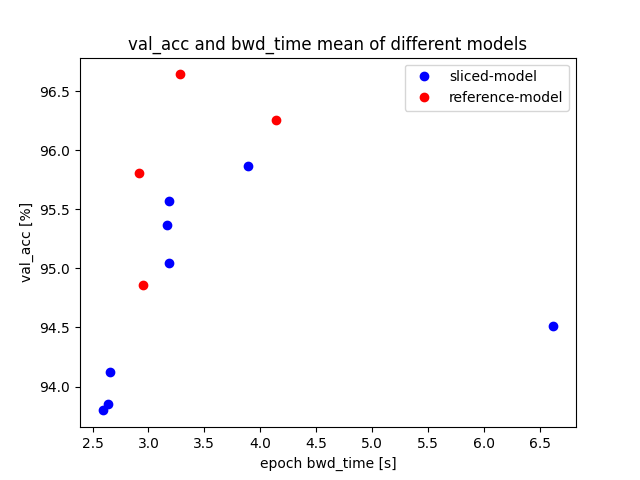 val_acc and bwd_time mean of different models
sliced-model
reference-model
96.5
96.0
95.5
95.0
94.5
94.0
val_acc [%]
2.5 3.0 3.5 4.0 4.5 5.0 5.5 6.0 6.5
epoch bwd_time [s]